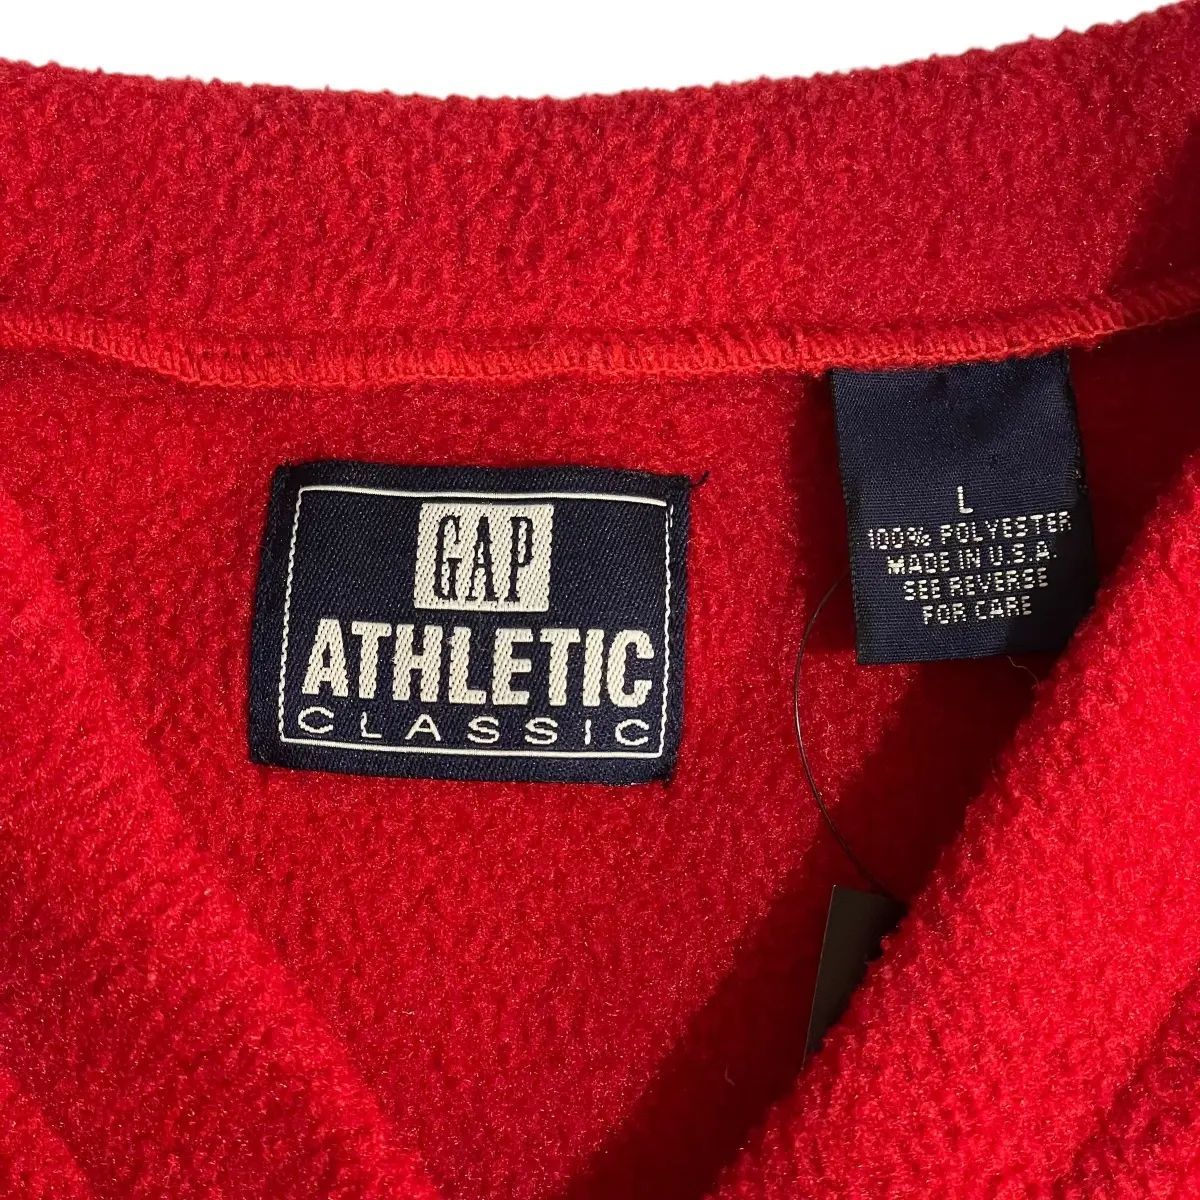 GAP
ATHLETIC
CLASSIC
L
100% POLYESTER
MADE IN U.S.A.
SEE REVERSE
FOR CARE